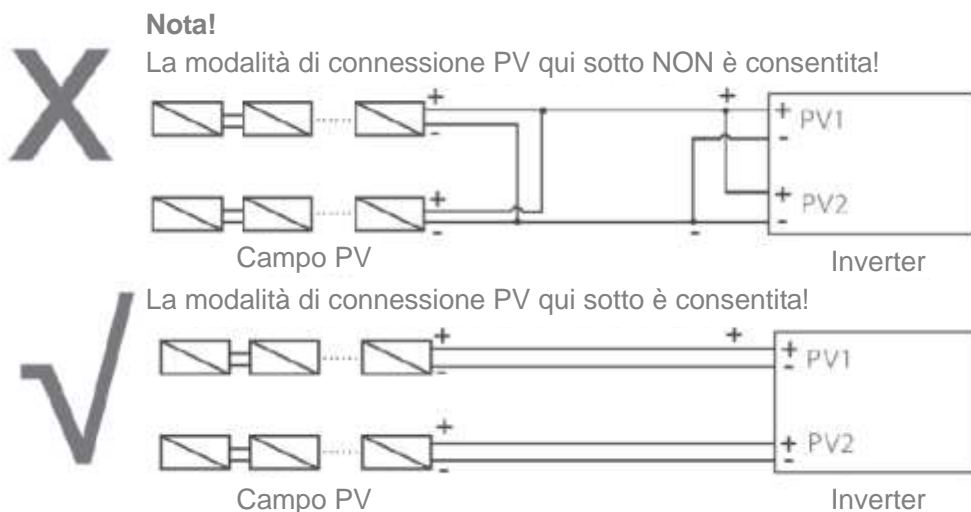 Nota!
La modalità di connessione PV qui sotto NON è consentita!
X
+
+
+ PV1
-
-
+
+ PV2
-
-
-
Campo PV
Inverter
La modalità di connessione PV qui sotto è consentita!
√
+
+
+ PV1
-
-
+
+ PV2
-
-
Campo PV
Inverter